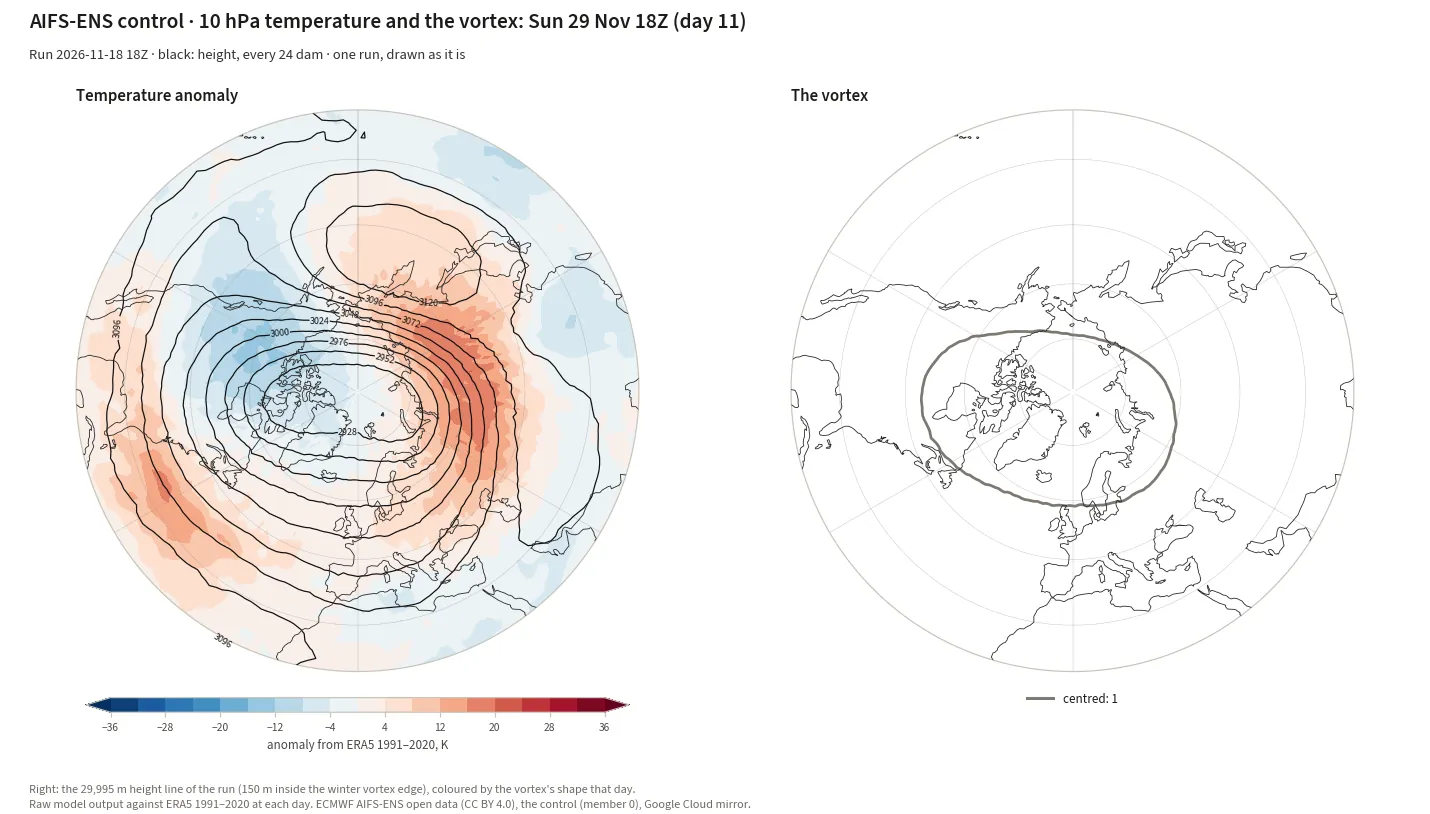 AIFS-ENS control · 10 hPa temperature and the vortex: Sun 29 Nov 18Z (day 11)
Run 2026-11-18 18Z · black: height, every 24 dam · one run, drawn as it is
Temperature anomaly
The vortex
3096
3120
3048
3072
3024
3000
2976
2952
3096
2928
3096
−36 −28 −20 −12 −4 4 12 20 28 36
anomaly from ERA5 1991–2020, K
centred: 1
Right: the 29,995 m height line of the run (150 m inside the winter vortex edge), coloured by the vortex's shape that day.
Raw model output against ERA5 1991–2020 at each day. ECMWF AIFS-ENS open data (CC BY 4.0), the control (member 0), Google Cloud mirror.